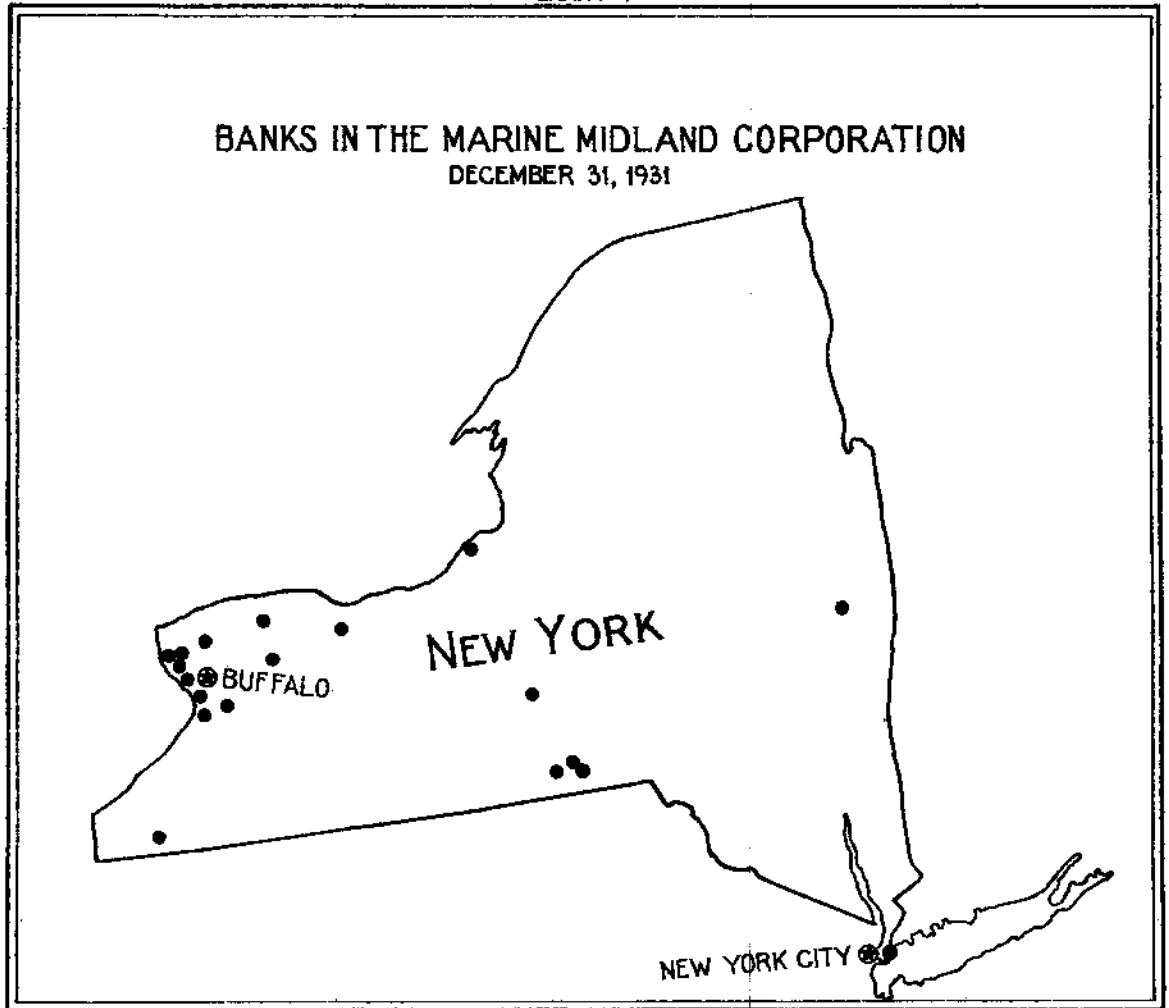 BANKS IN THE MARINE MIDLAND CORPORATION
DECEMBER 31, 1931
NEW YORK
BUFFALO
NEW YORK CITY